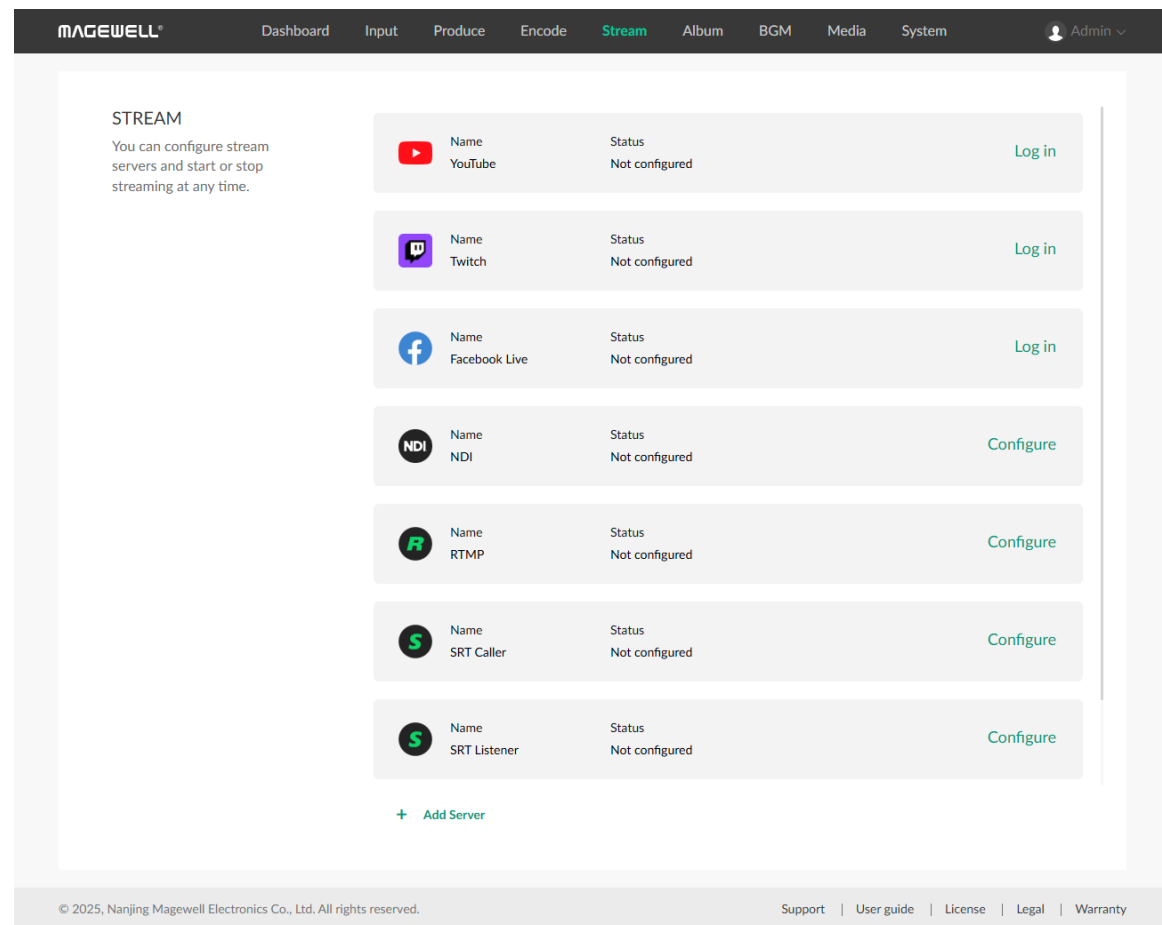 MAGEWELL®
Dashboard Input Produce Encode Stream Album BGM Media System Admin
STREAM
You can configure stream
servers and start or stop
streaming at any time.
Name Status
YouTube Not configured
Log in
Name Status
Twitch Not configured
Log in
Name Status
Facebook Live Not configured
Log in
NDI
Name Status
NDI Not configured
Configure
R
Name Status
RTMP Not configured
Configure
S
Name Status
SRT Caller Not configured
Configure
S
Name Status
SRT Listener Not configured
Configure
+ Add Server
© 2025, Nanjing Magewell Electronics Co., Ltd. All rights reserved. Support | User guide | License | Legal | Warranty